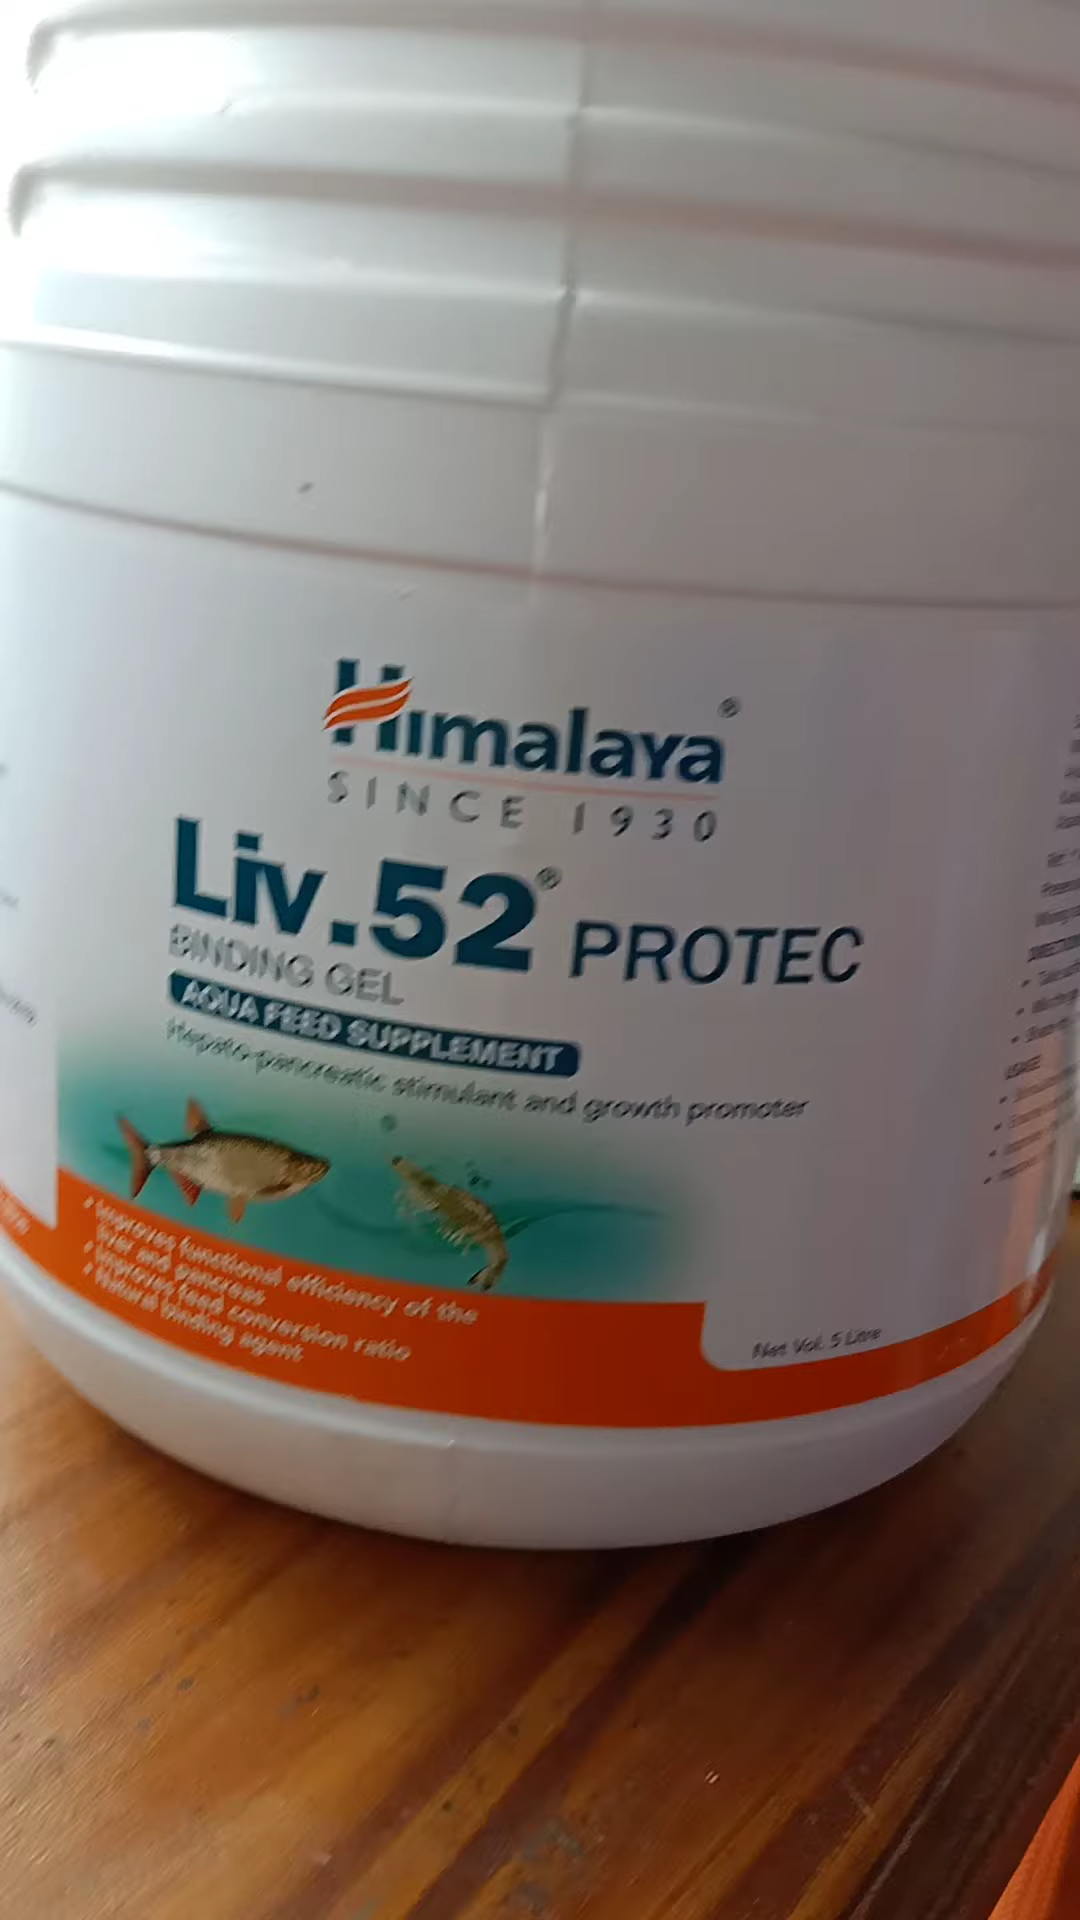 Himalaya®
SINCE 1930
Liv.52® PROTEC
BINDING GEL
AQUA FEED SUPPLEMENT
Hepato-pancreatic stimulant and growth promoter
• Improves functional efficiency of the
liver and pancreas
• Improves feed conversion ratio
• Natural binding agent
Net Vol. 5 Litre
USAGE